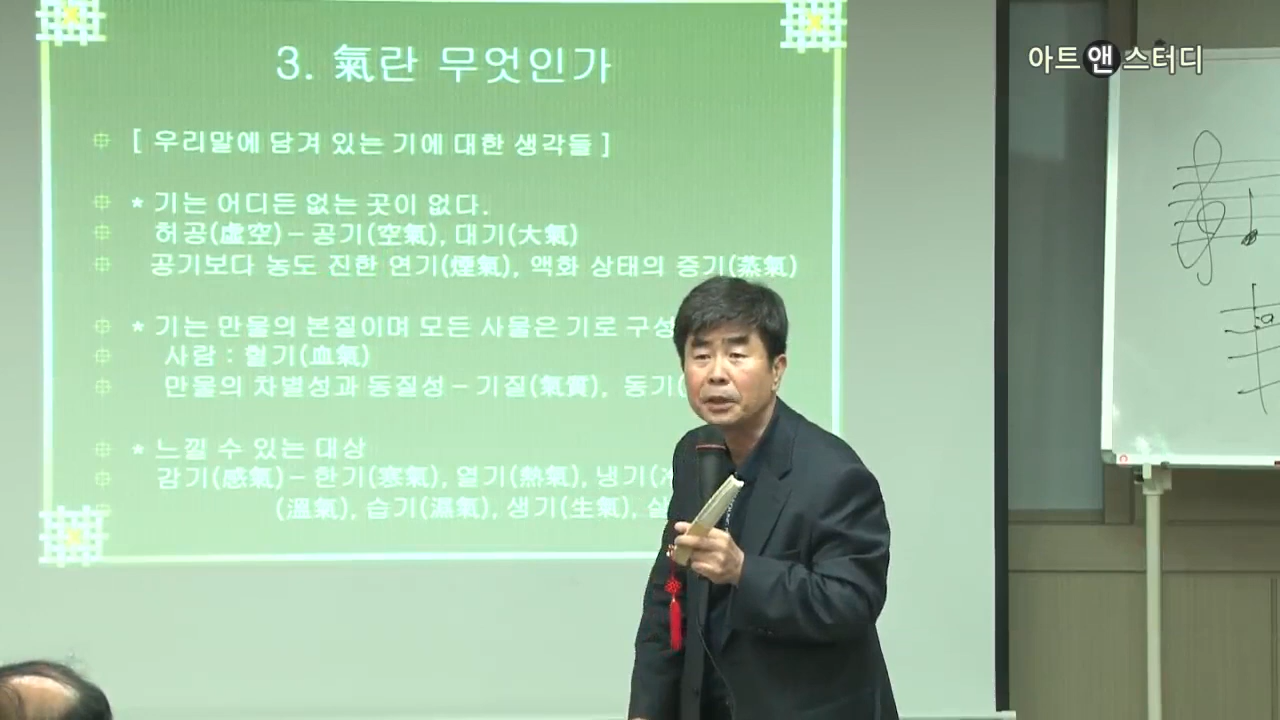 3. 氣란 무엇인가
아트앤스터디
[ 우리말에 담겨 있는 기에 대한 생각들 ]
* 기는 어디든 없는 곳이 없다.
허공(虛空) – 공기(空氣), 대기(大氣)
공기보다 농도 진한 연기(煙氣), 액화 상태의 증기(蒸氣)
* 기는 만물의 본질이며 모든 사물은 기로 구성
사람 : 혈기(血氣)
만물의 차별성과 동질성 – 기질(氣質), 동기(
* 느낄 수 있는 대상
감기(感氣) – 한기(寒氣), 열기(熱氣), 냉기(
(溫氣), 습기(濕氣), 생기(生氣),